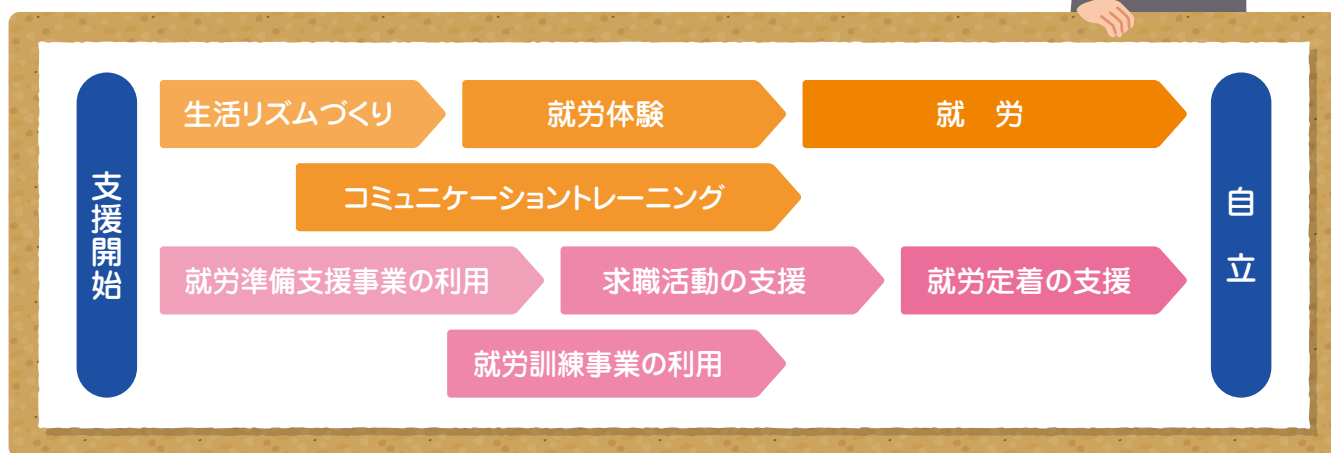 支援開始
生活リズムづくり
就労体験
就　労
コミュニケーショントレーニング
就労準備支援事業の利用
求職活動の支援
就労定着の支援
就労訓練事業の利用
自　立